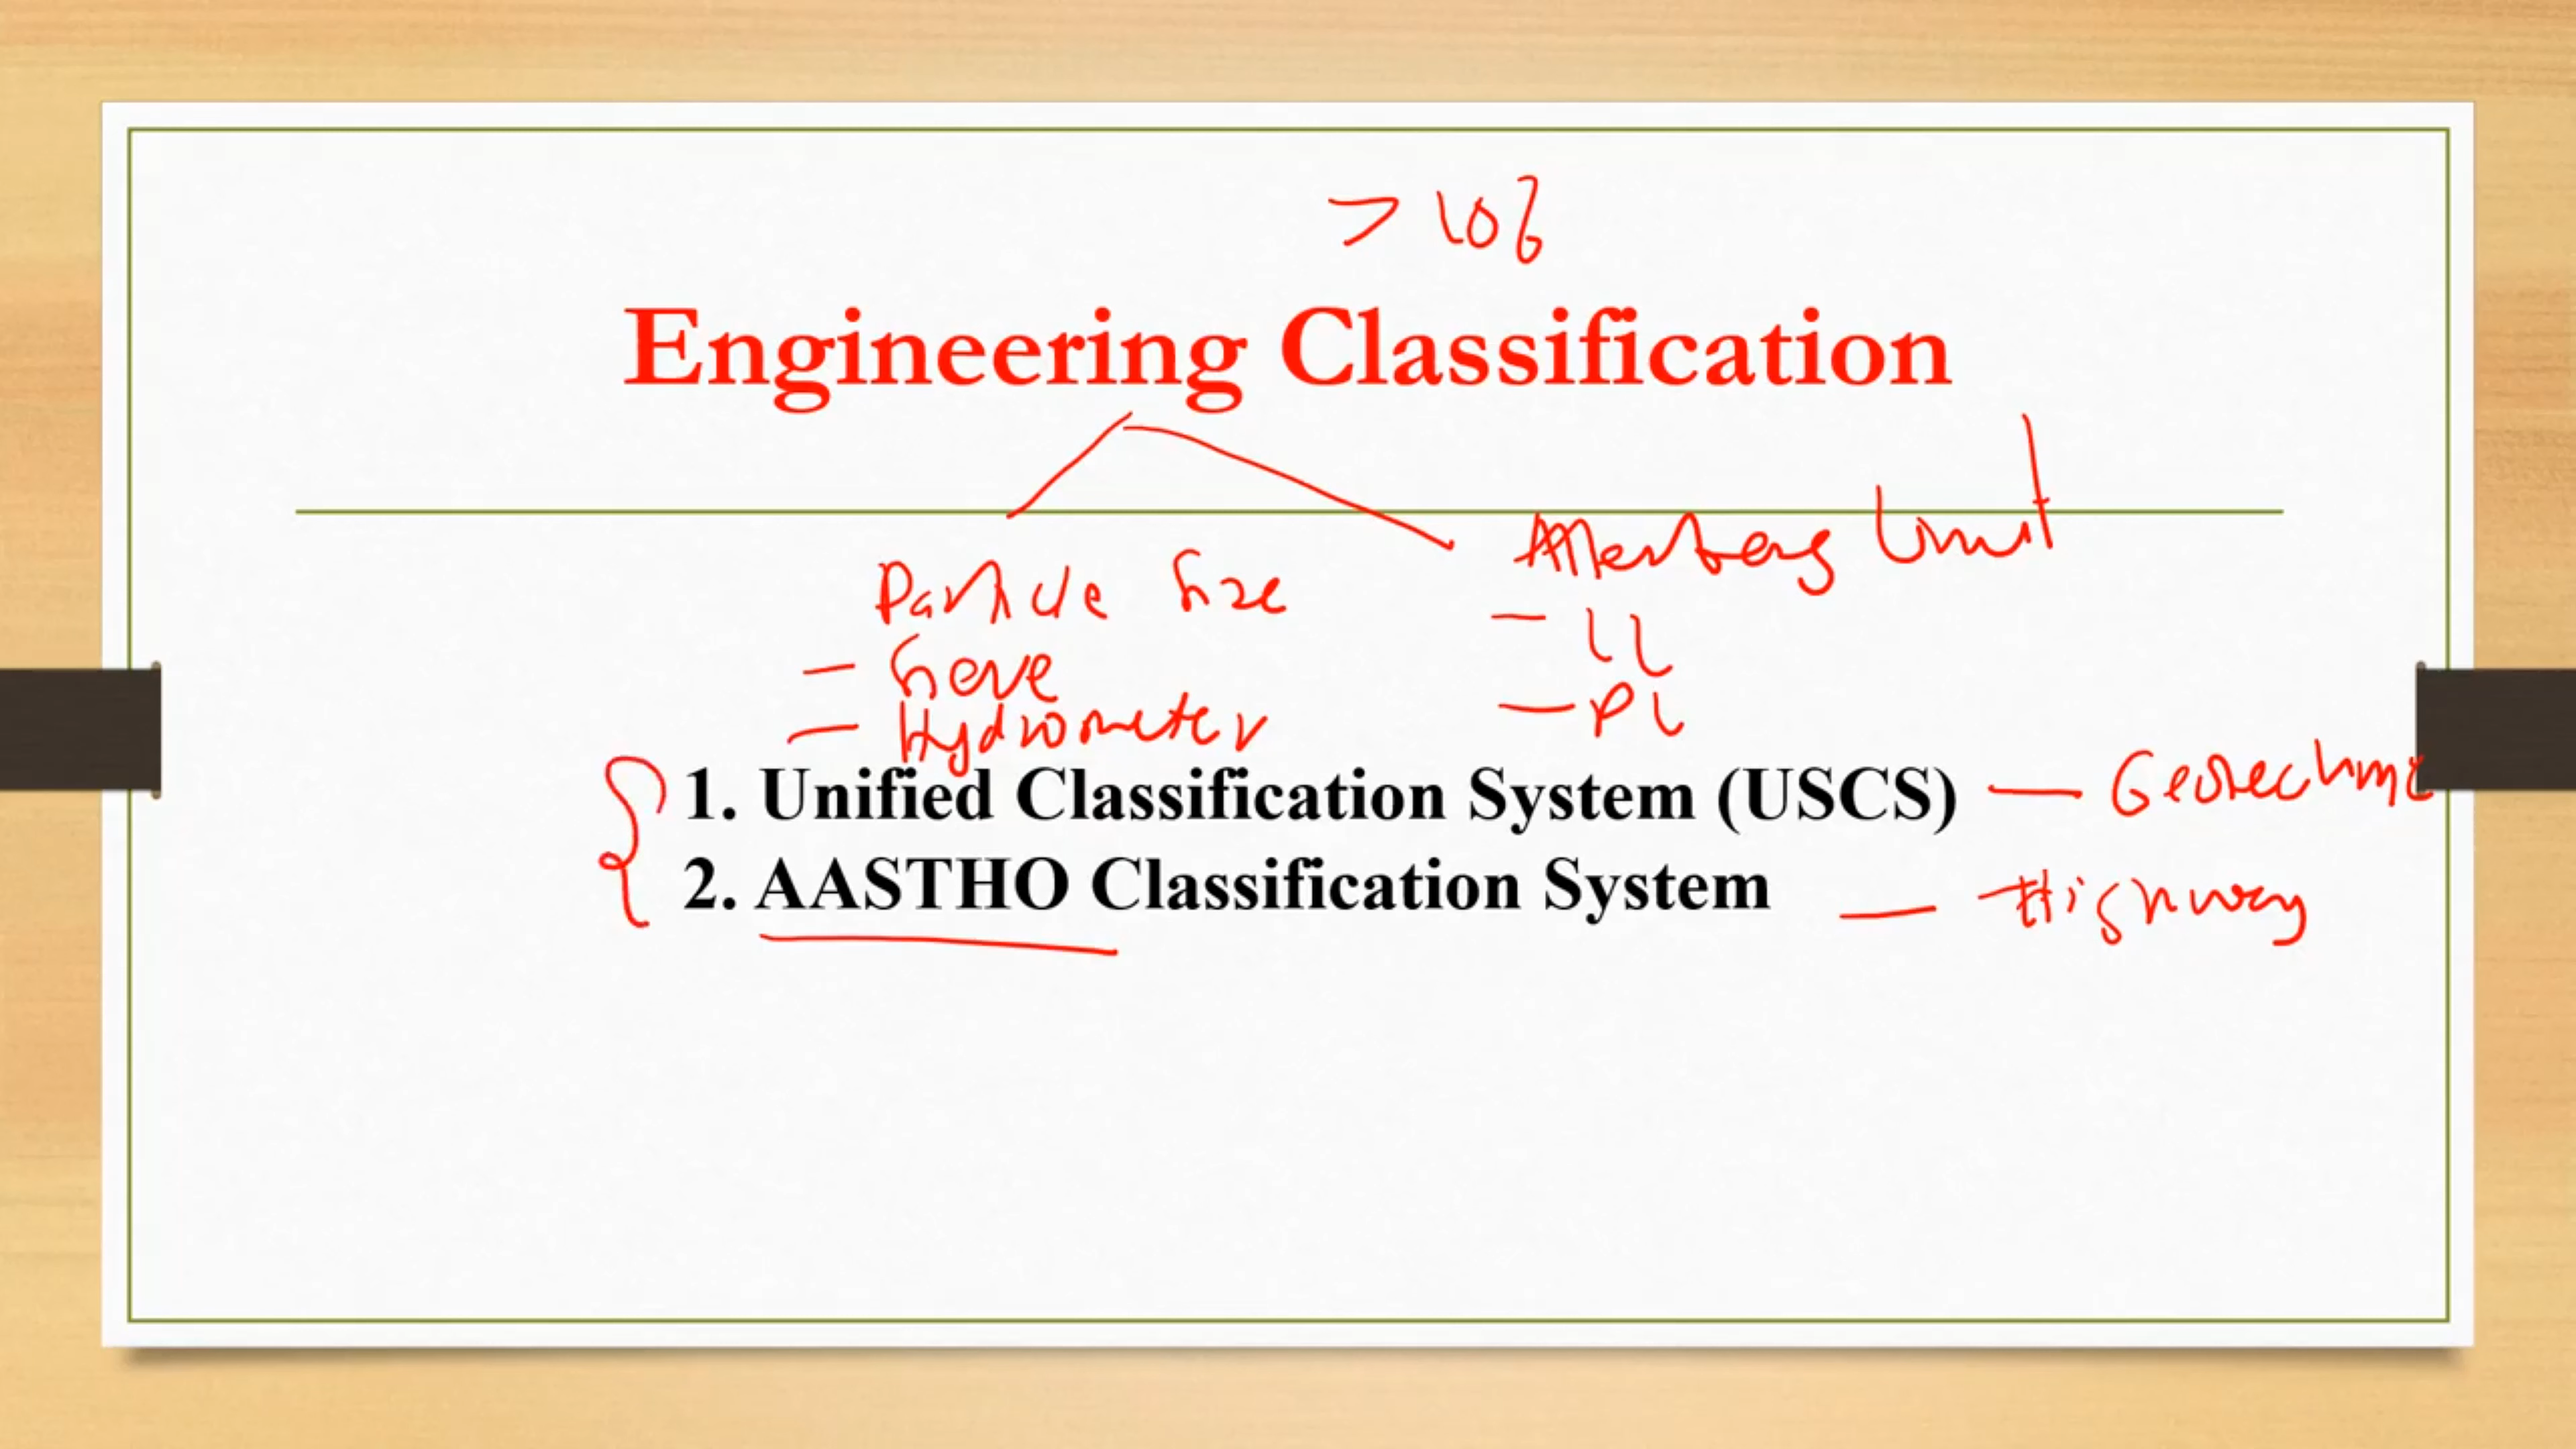 > 10%
Engineering Classification
Atterberg Limit
Particle Size
- LL
- Sieve
- PL
- Hydrometer
1. Unified Classification System (USCS) — Geotechnic
2. AASTHO Classification System — Highway